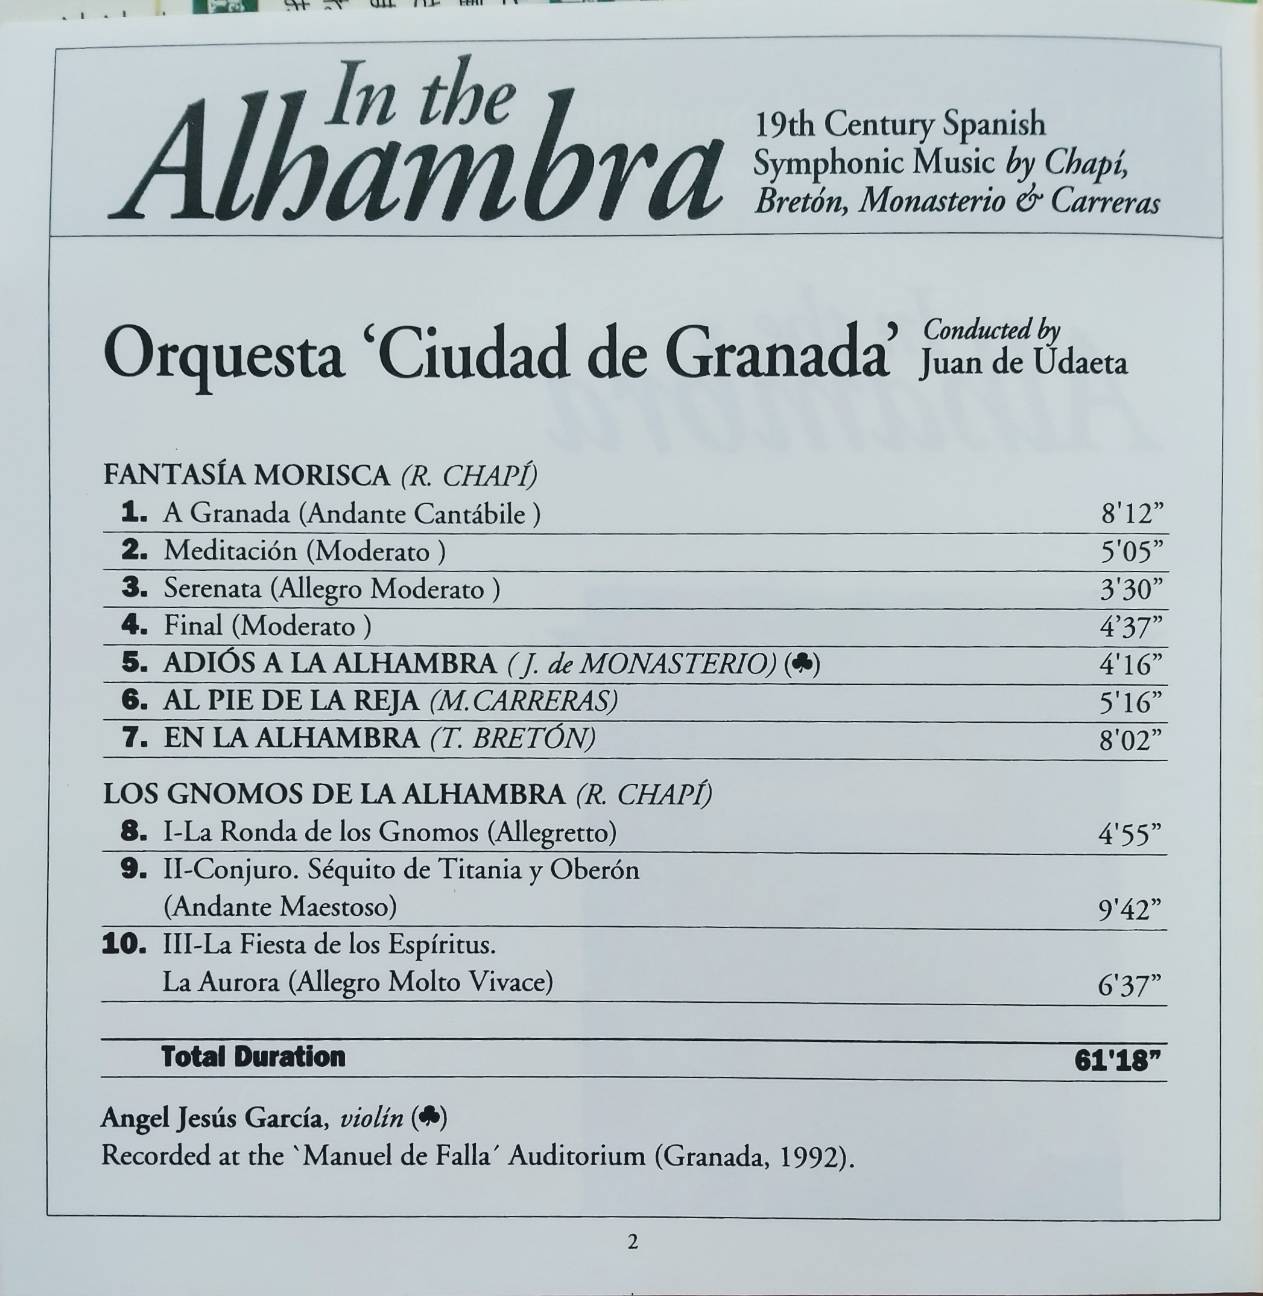 In the
Alhambra
19th Century Spanish
Symphonic Music by Chapí,
Bretón, Monasterio & Carreras
Orquesta ‘Ciudad de Granada’
Conducted by
Juan de Udaeta
FANTASÍA MORISCA (R. CHAPÍ)
1. A Granada (Andante Cantábile ) 8'12”
2. Meditación (Moderato ) 5'05”
3. Serenata (Allegro Moderato ) 3'30”
4. Final (Moderato ) 4’37”
5. ADIÓS A LA ALHAMBRA ( J. de MONASTERIO) (♣) 4'16”
6. AL PIE DE LA REJA (M.CARRERAS) 5'16”
7. EN LA ALHAMBRA (T. BRETÓN) 8'02”
LOS GNOMOS DE LA ALHAMBRA (R. CHAPÍ)
8. I-La Ronda de los Gnomos (Allegretto) 4'55”
9. II-Conjuro. Séquito de Titania y Oberón
(Andante Maestoso) 9'42”
10. III-La Fiesta de los Espíritus.
La Aurora (Allegro Molto Vivace) 6'37”
Total Duration 61'18”
Angel Jesús García, violín (♣)
Recorded at the `Manuel de Falla´ Auditorium (Granada, 1992).
2